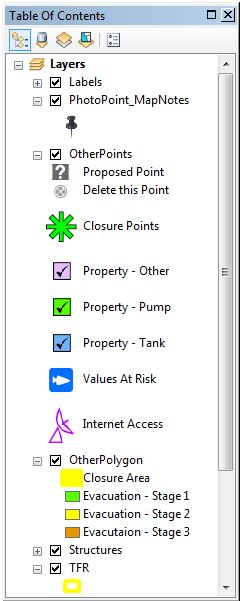 Table Of Contents
Layers
Labels
PhotoPoint_MapNotes
OtherPoints
Proposed Point
Delete this Point
Closure Points
Property - Other
Property - Pump
Property - Tank
Values At Risk
Internet Access
OtherPolygon
Closure Area
Evacuation - Stage 1
Evacuation - Stage 2
Evacutaion - Stage 3
Structures
TFR